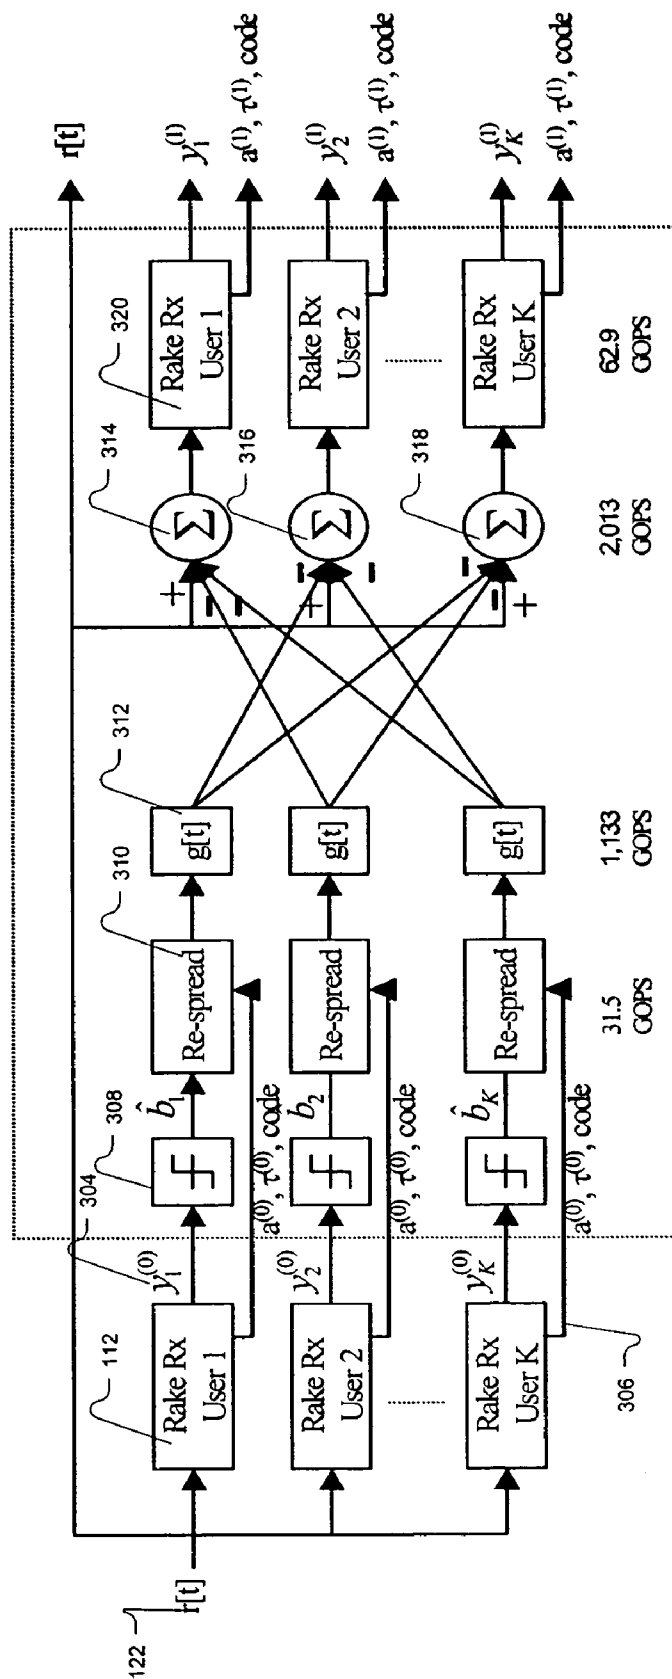 r[t]
122
Rake Rx
User 1
112
Rake Rx
User 2
Rake Rx
User K
y₁⁽⁰⁾
304
y₂⁽⁰⁾
y_K⁽⁰⁾
306
a⁽⁰⁾, τ⁽⁰⁾, code
a⁽⁰⁾, τ⁽⁰⁾, code
a⁽⁰⁾, τ⁽⁰⁾, code
308
b̂₁
b̂₂
b̂_K
Re-spread
310
Re-spread
Re-spread
31.5
GOPS
g[t]
312
g[t]
g[t]
1,133
GOPS
+
−
−
−
+
−
−
−
+
Σ
314
Σ
316
Σ
318
2,013
GOPS
Rake Rx
User 1
320
Rake Rx
User 2
Rake Rx
User K
62.9
GOPS
r[t]
y₁⁽¹⁾
a⁽¹⁾, τ⁽¹⁾, code
y₂⁽¹⁾
a⁽¹⁾, τ⁽¹⁾, code
y_K⁽¹⁾
a⁽¹⁾, τ⁽¹⁾, code